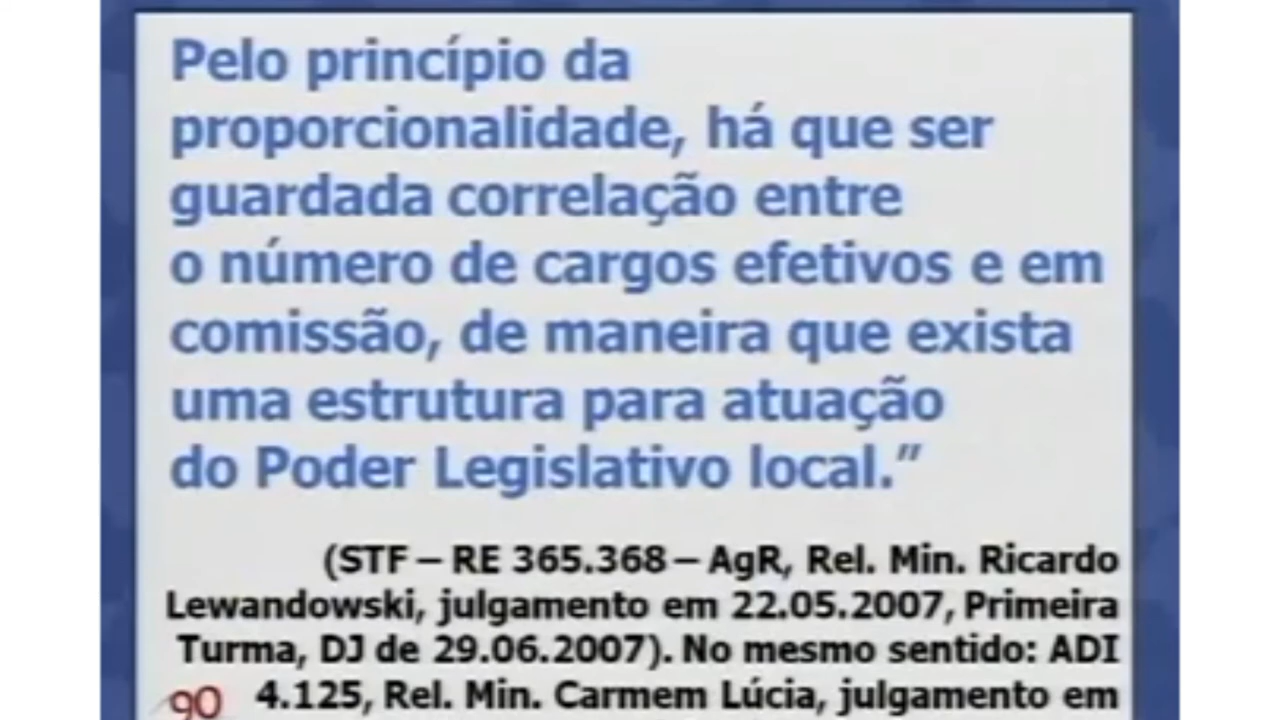 Pelo princípio da
proporcionalidade, há que ser
guardada correlação entre
o número de cargos efetivos e em
comissão, de maneira que exista
uma estrutura para atuação
do Poder Legislativo local.”
(STF – RE 365.368 – AgR, Rel. Min. Ricardo
Lewandowski, julgamento em 22.05.2007, Primeira
Turma, DJ de 29.06.2007). No mesmo sentido: ADI
4.125, Rel. Min. Carmem Lúcia, julgamento em
90